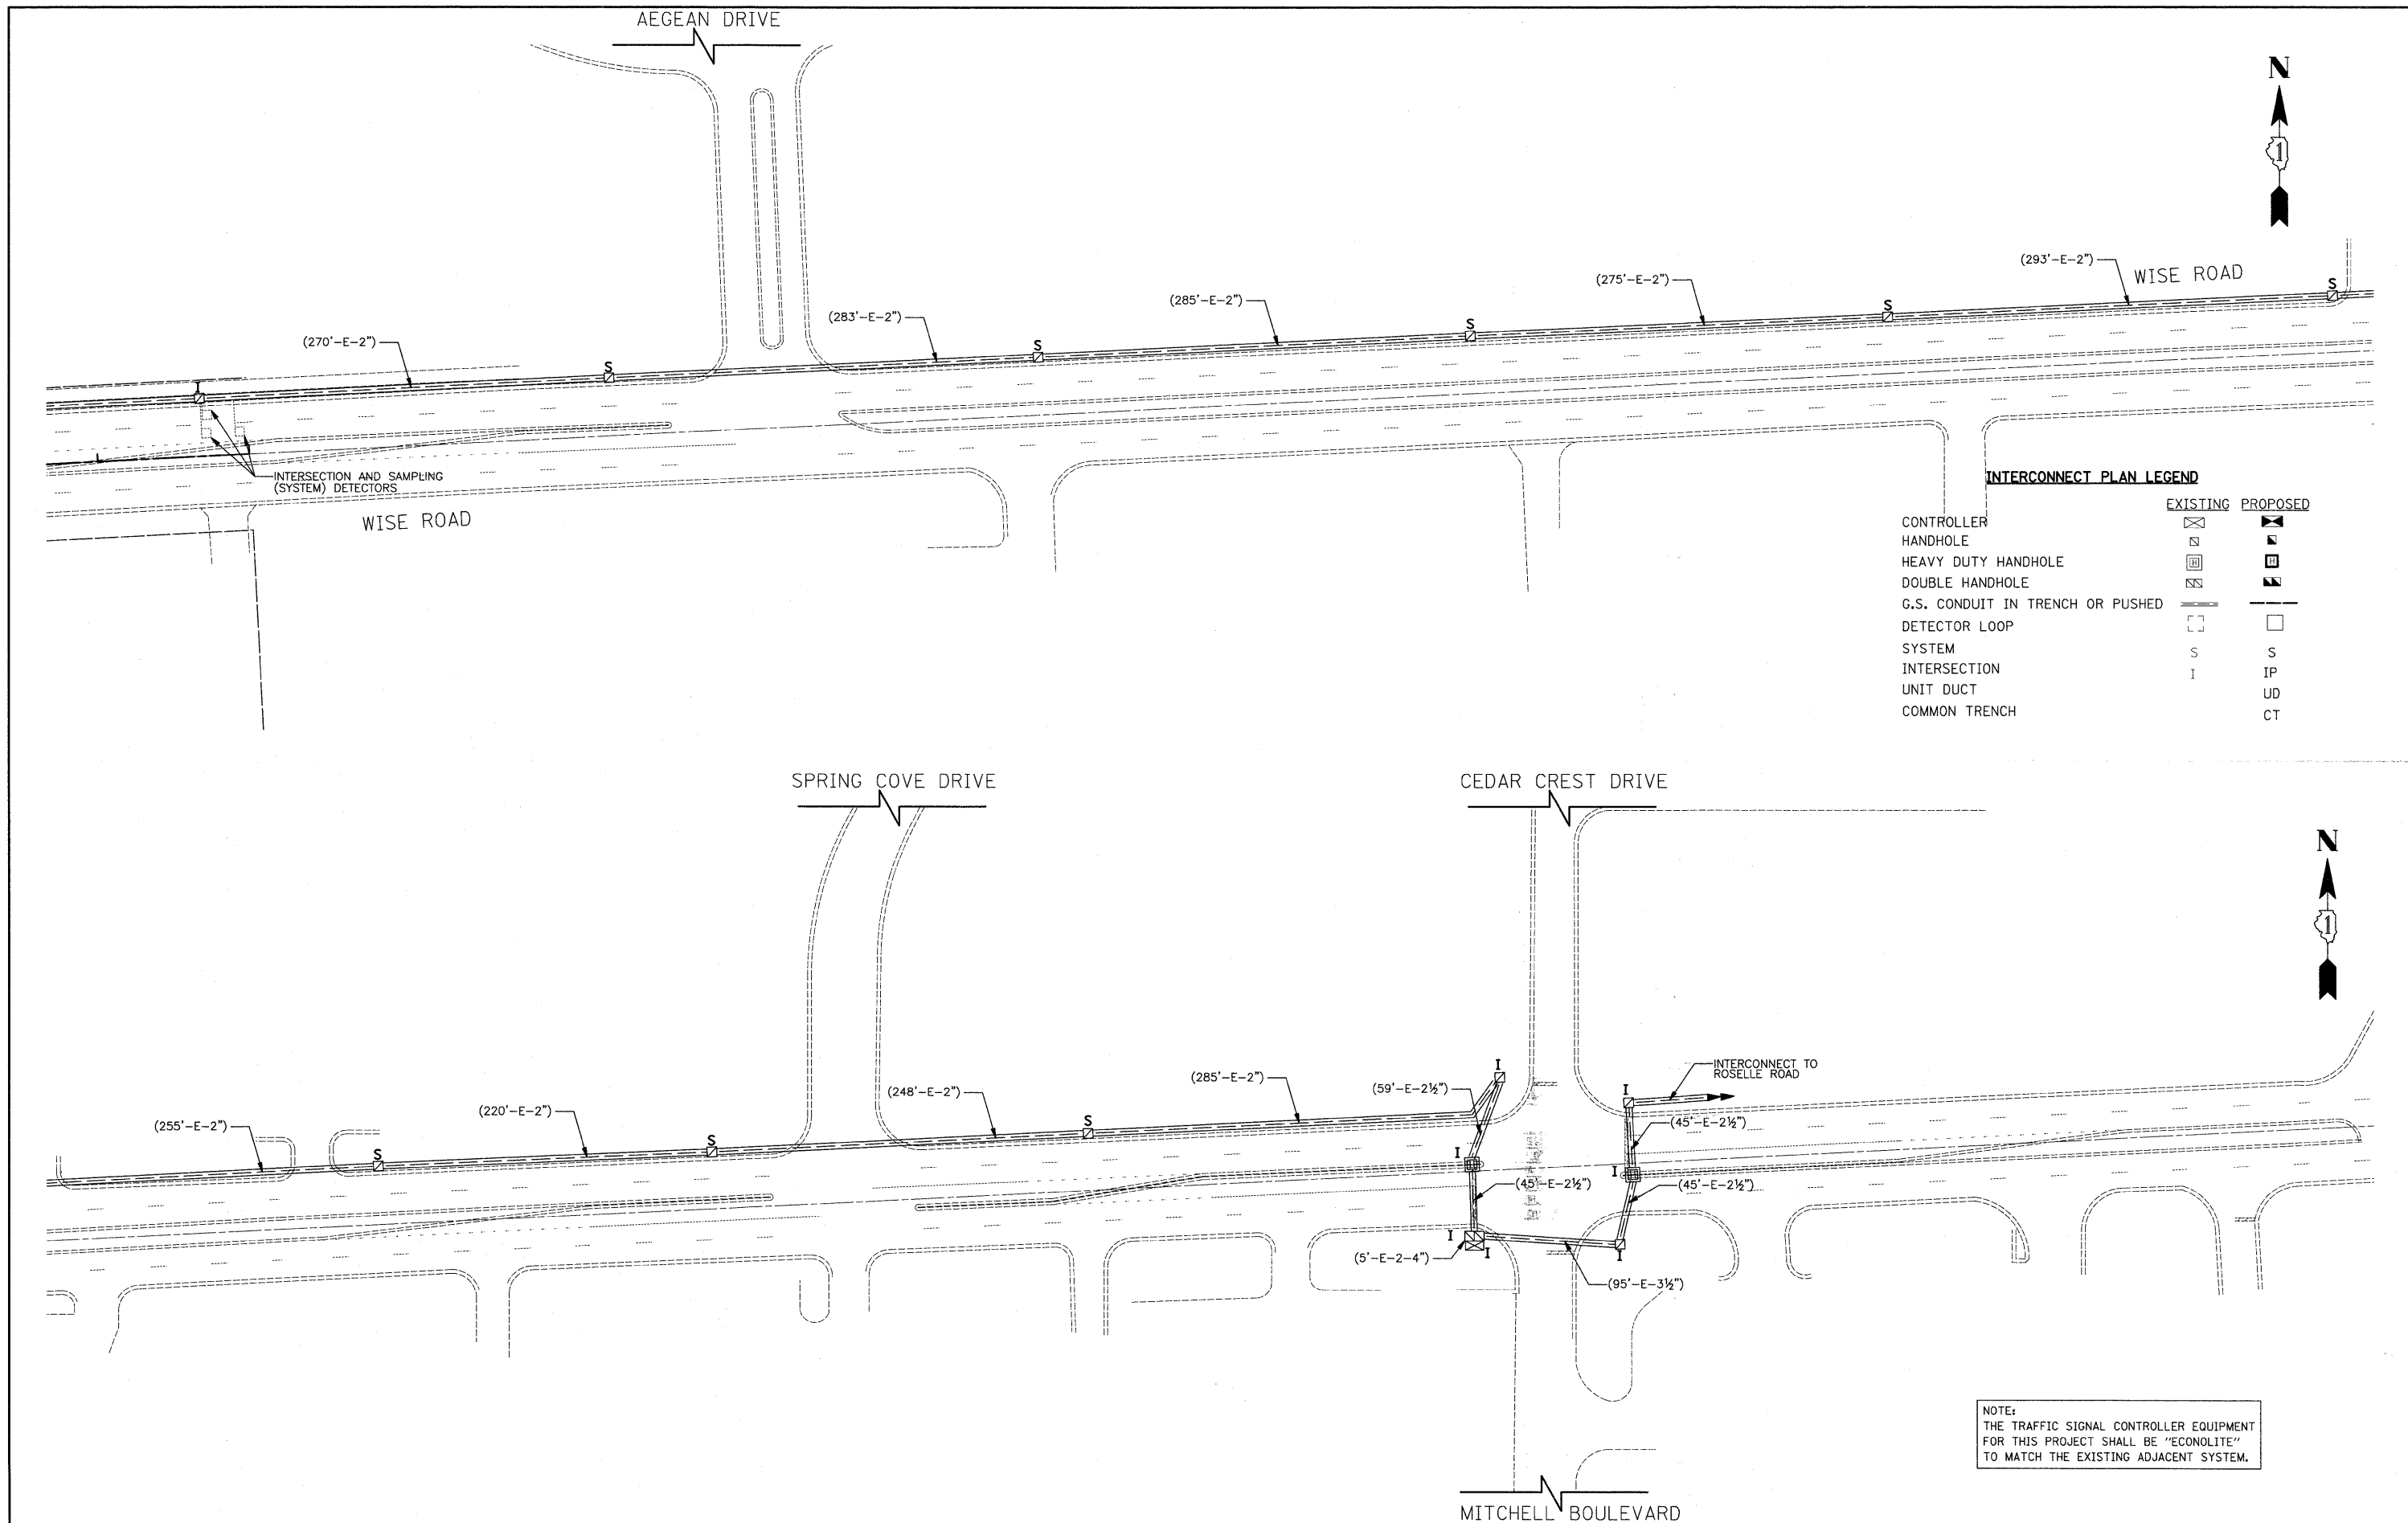 AEGEAN DRIVE
N
1
(293'-E-2")
WISE ROAD
(275'-E-2")
(285'-E-2")
(283'-E-2")
(270'-E-2")
S
S
S
S
S
I
INTERSECTION AND SAMPLING
(SYSTEM) DETECTORS
WISE ROAD
INTERCONNECT PLAN LEGEND
EXISTING PROPOSED
CONTROLLER
HANDHOLE
HEAVY DUTY HANDHOLE H H
DOUBLE HANDHOLE
G.S. CONDUIT IN TRENCH OR PUSHED
DETECTOR LOOP
SYSTEM S S
INTERSECTION I IP
UNIT DUCT UD
COMMON TRENCH CT
SPRING COVE DRIVE
CEDAR CREST DRIVE
N
1
INTERCONNECT TO
ROSELLE ROAD
(285'-E-2")
(59'-E-2½")
(248'-E-2")
(220'-E-2")
(255'-E-2")
S
S
S
I
I
(45'-E-2½")
I
I
(45'-E-2½")
(45'-E-2½")
I
I
I
(5'-E-2-4")
(95'-E-3½")
NOTE:
THE TRAFFIC SIGNAL CONTROLLER EQUIPMENT
FOR THIS PROJECT SHALL BE "ECONOLITE"
TO MATCH THE EXISTING ADJACENT SYSTEM.
MITCHELL BOULEVARD